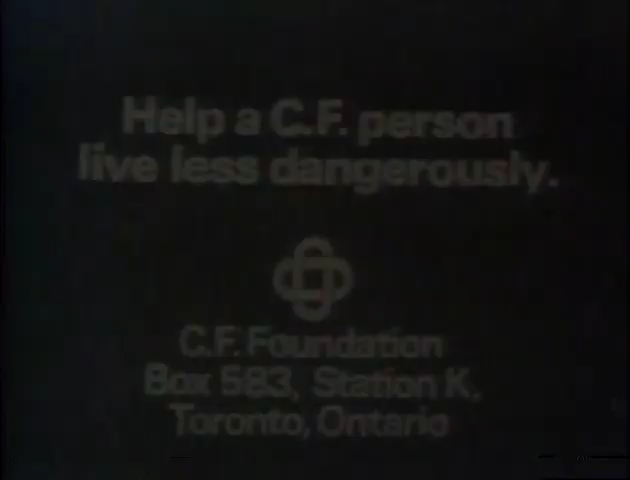 Help a C.F. person
live less dangerously.
C.F. Foundation
Box 583, Station K,
Toronto, Ontario